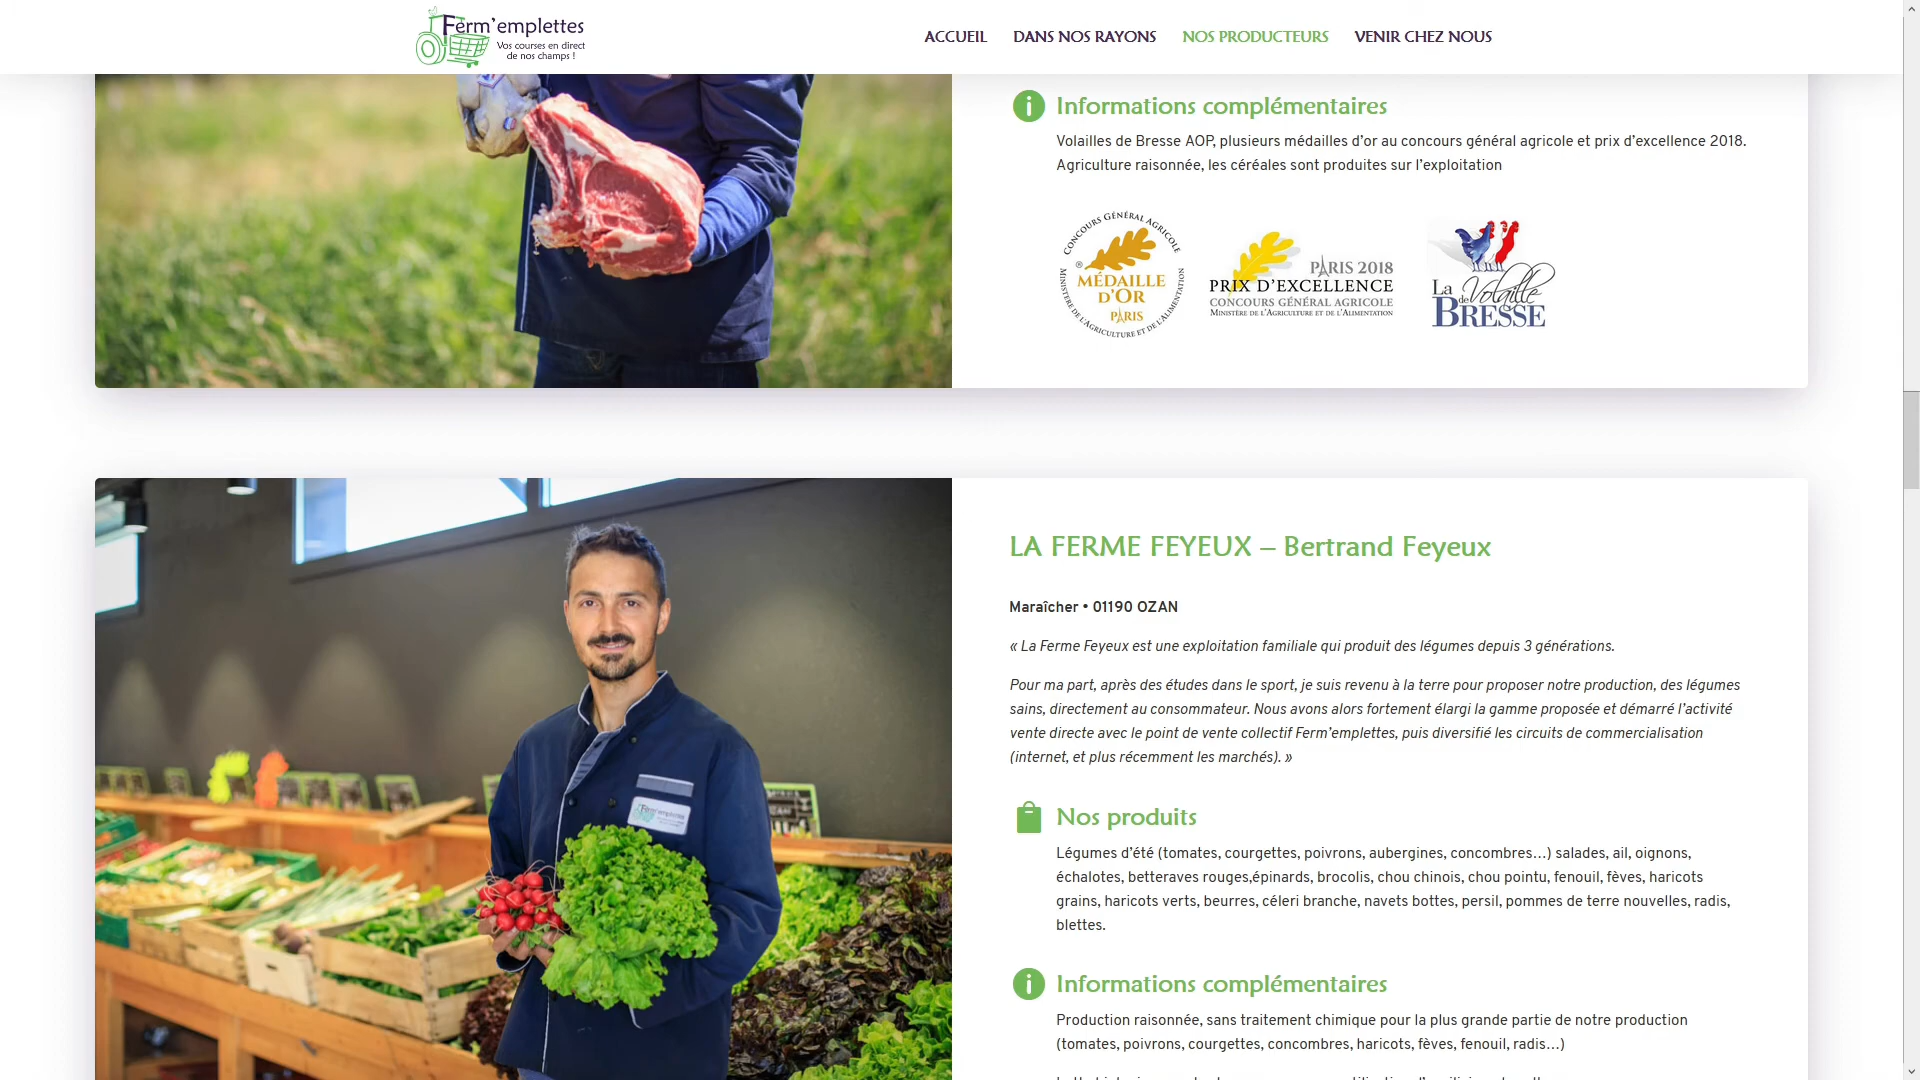 Ferm'emplettes
Vos courses en direct
de nos champs !
ACCUEIL
DANS NOS RAYONS
NOS PRODUCTEURS
VENIR CHEZ NOUS
Informations complémentaires
Volailles de Bresse AOP, plusieurs médailles d’or au concours général agricole et prix d’excellence 2018.
Agriculture raisonnée, les céréales sont produites sur l’exploitation
CONCOURS GÉNÉRAL AGRICOLE
®
MÉDAILLE
D'OR
PARIS
MINISTÈRE DE L'AGRICULTURE ET DE L'ALIMENTATION
PARIS 2018
PRIX D'EXCELLENCE
CONCOURS GÉNÉRAL AGRICOLE
MINISTÈRE DE L'AGRICULTURE ET DE L'ALIMENTATION
La Volaille
de
BRESSE
LA FERME FEYEUX – Bertrand Feyeux
Maraîcher • 01190 OZAN
« La Ferme Feyeux est une exploitation familiale qui produit des légumes depuis 3 générations.
Pour ma part, après des études dans le sport, je suis revenu à la terre pour proposer notre production, des légumes
sains, directement au consommateur. Nous avons alors fortement élargi la gamme proposée et démarré l’activité
vente directe avec le point de vente collectif Ferm’emplettes, puis diversifié les circuits de commercialisation
(internet, et plus récemment les marchés). »
Ferm'emplettes
Nos produits
Légumes d’été (tomates, courgettes, poivrons, aubergines, concombres…) salades, ail, oignons,
échalotes, betteraves rouges,épinards, brocolis, chou chinois, chou pointu, fenouil, fèves, haricots
grains, haricots verts, beurres, céleri branche, navets bottes, persil, pommes de terre nouvelles, radis,
blettes.
Informations complémentaires
Production raisonnée, sans traitement chimique pour la plus grande partie de notre production
(tomates, poivrons, courgettes, concombres, haricots, fèves, fenouil, radis…)